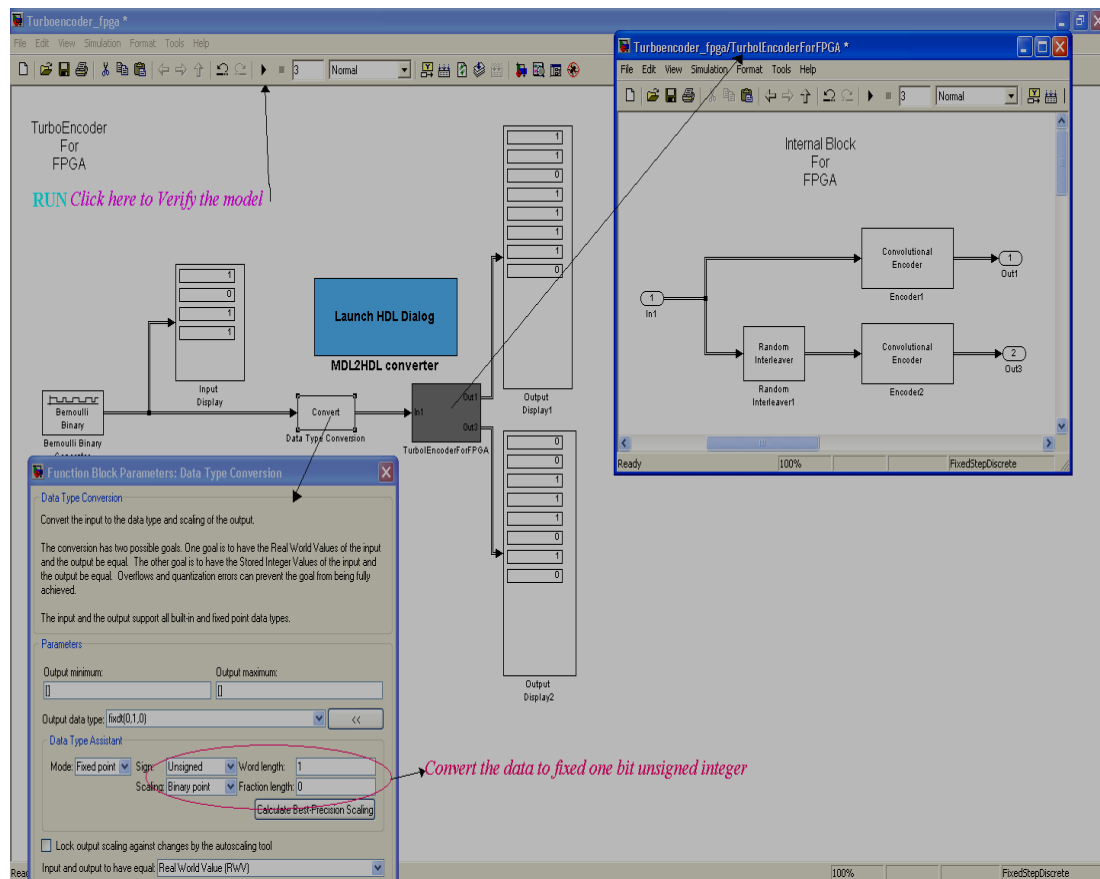 Turboencoder_fpga *
File Edit View Simulation Format Tools Help
3
Normal
TurboEncoder
For
FPGA
RUN Click here to Verify the model
1
0
1
1
Input
Display
Launch HDL Dialog
MDL2HDL converter
Bernoulli
Binary
Bernoulli Binary
Convert
Data Type Conversion
In1
Out1
Out3
TurboIEncoderForFPGA
1
1
0
1
1
1
1
0
Output
Display1
0
0
1
1
1
0
1
0
Output
Display2
Turboencoder_fpga/TurboIEncoderForFPGA *
File Edit View Simulation Format Tools Help
3
Normal
Internal Block
For
FPGA
1
In1
Convolutional
Encoder
Encoder1
1
Out1
Random
Interleaver
Random
Interleaver1
Convolutional
Encoder
Encoder2
2
Out3
Ready
100%
FixedStepDiscrete
Function Block Parameters: Data Type Conversion
Data Type Conversion
Convert the input to the data type and scaling of the output.
The conversion has two possible goals. One goal is to have the Real World Values of the input
and the output be equal. The other goal is to have the Stored Integer Values of the input and
the output be equal. Overflows and quantization errors can prevent the goal from being fully
achieved.
The input and the output support all built-in and fixed point data types.
Parameters
Output minimum:
Output maximum:
[]
[]
Output data type: fixdt(0,1,0)
<<
Data Type Assistant
Mode: Fixed point
Sign: Unsigned
Word length: 1
Scaling: Binary point
Fraction length: 0
Calculate Best-Precision Scaling
Convert the data to fixed one bit unsigned integer
Lock output scaling against changes by the autoscaling tool
Input and output to have equal: Real World Value (RWV)
100%
FixedStepDiscrete